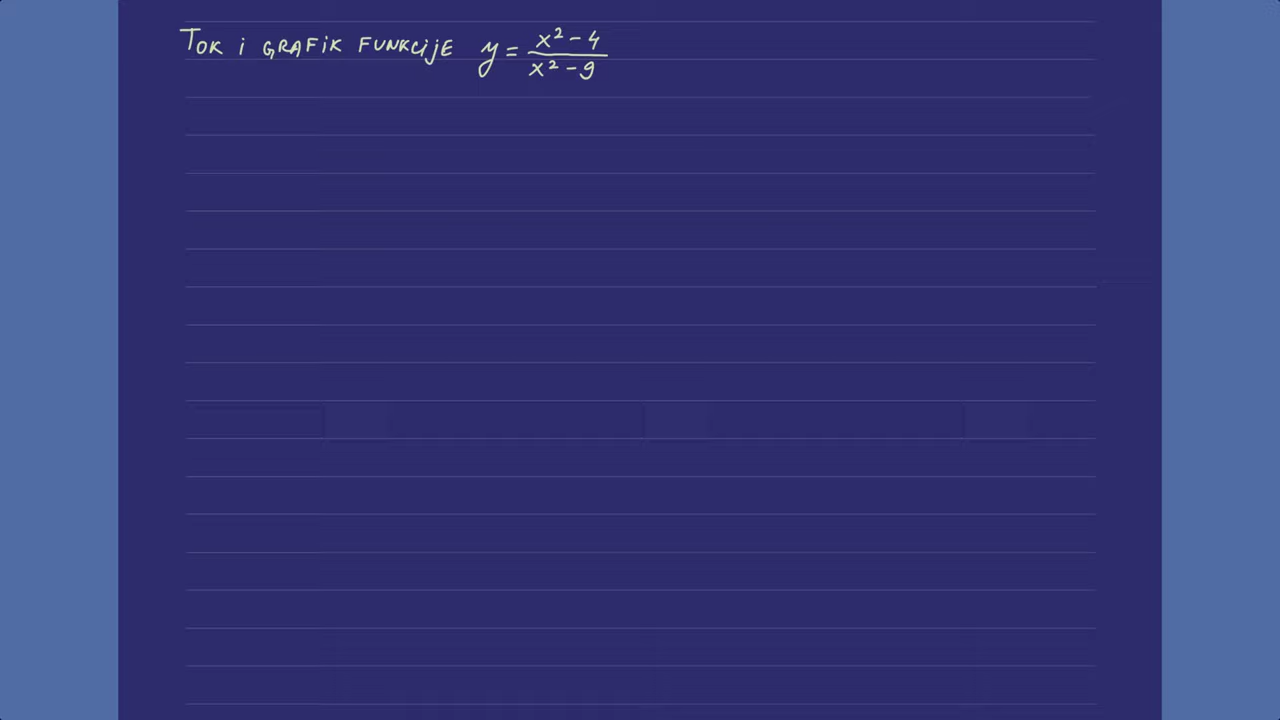 Tok i grafik funkcije y = (x² - 4)/(x² - 9)